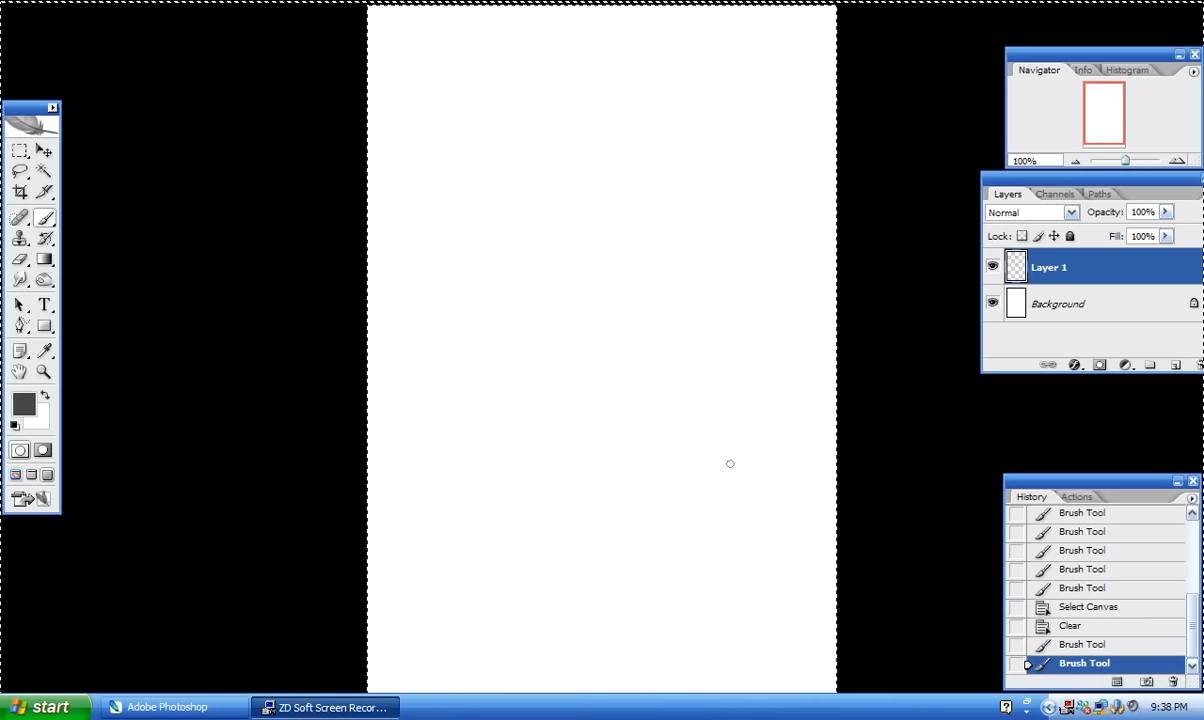 Navigator Info Histogram
100%
Layers Channels Paths
Normal Opacity: 100%
Lock: Fill: 100%
Layer 1
Background
T
History Actions
Brush Tool
Brush Tool
Brush Tool
Brush Tool
Brush Tool
Select Canvas
Clear
Brush Tool
Brush Tool
start Adobe Photoshop ZD Soft Screen Recor... ? 9:38 PM